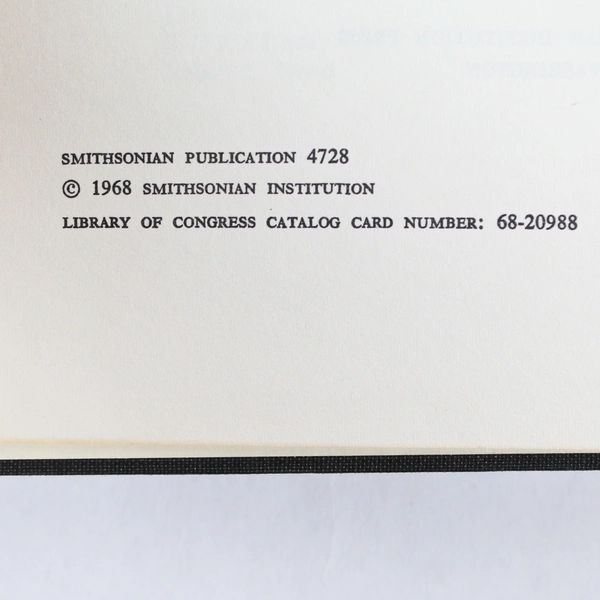 SMITHSONIAN PUBLICATION 4728
© 1968 SMITHSONIAN INSTITUTION
LIBRARY OF CONGRESS CATALOG CARD NUMBER: 68-20988